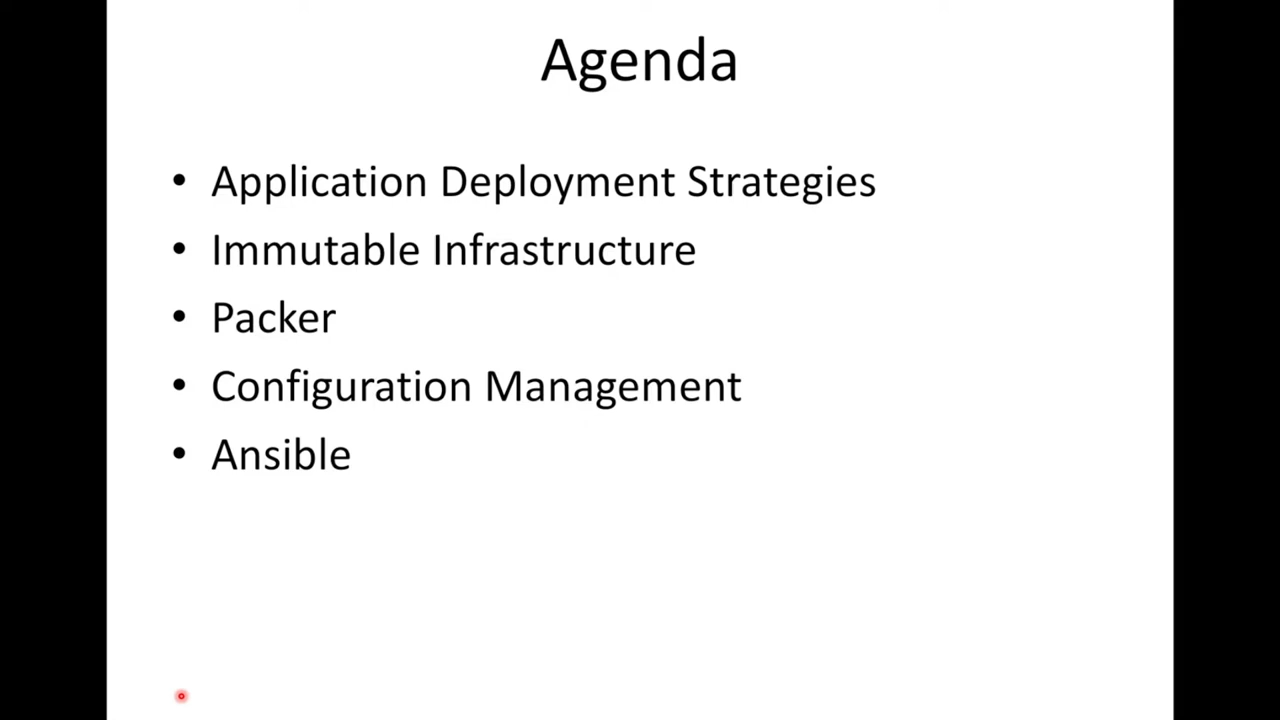 Agenda
• Application Deployment Strategies
• Immutable Infrastructure
• Packer
• Configuration Management
• Ansible